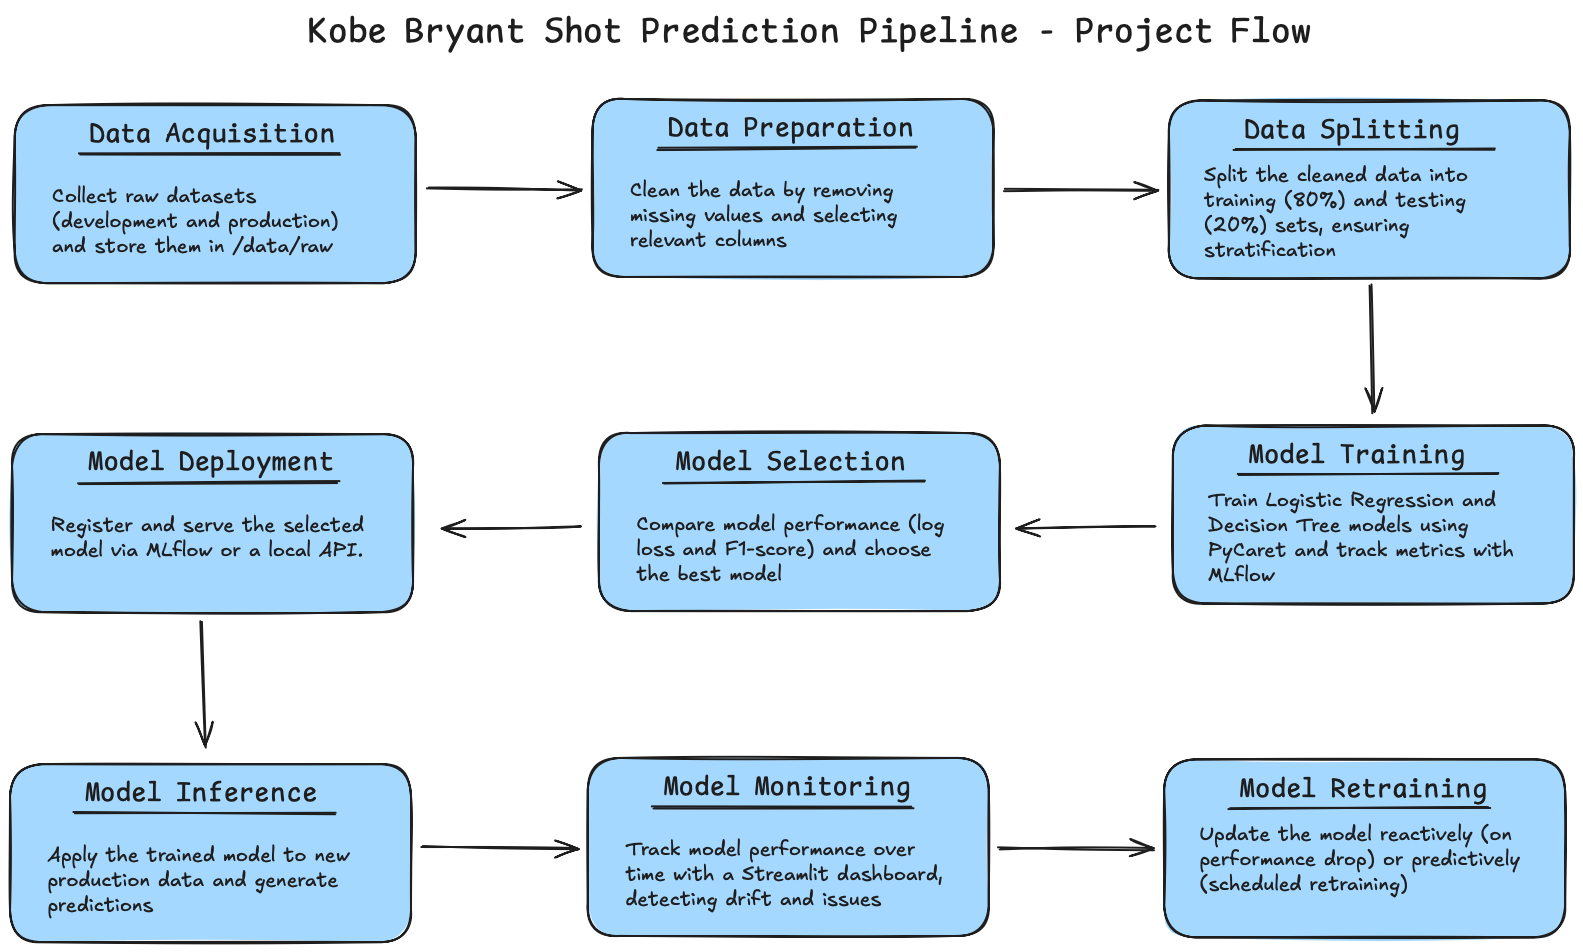 Kobe Bryant Shot Prediction Pipeline - Project Flow
Data Acquisition
Collect raw datasets
(development and production)
and store them in /data/raw
Data Preparation
Clean the data by removing
missing values and selecting
relevant columns
Data Splitting
Split the cleaned data into
training (80%) and testing
(20%) sets, ensuring
stratification
Model Training
Train Logistic Regression and
Decision Tree models using
PyCaret and track metrics with
MLflow
Model Selection
Compare model performance (log
loss and F1-score) and choose
the best model
Model Deployment
Register and serve the selected
model via MLflow or a local API.
Model Inference
Apply the trained model to new
production data and generate
predictions
Model Monitoring
Track model performance over
time with a Streamlit dashboard,
detecting drift and issues
Model Retraining
Update the model reactively (on
performance drop) or predictively
(scheduled retraining)